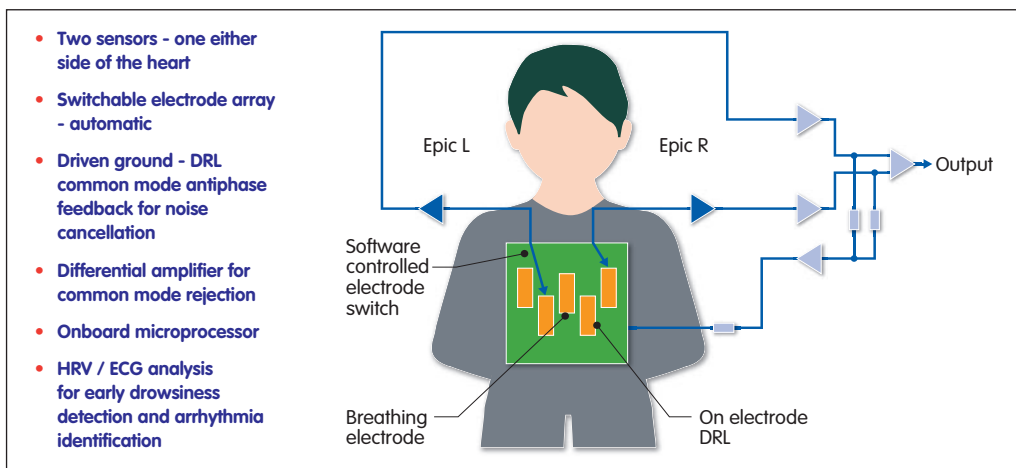 Two sensors - one either
side of the heart
Switchable electrode array
- automatic
Driven ground - DRL
common mode antiphase
feedback for noise
cancellation
Differential amplifier for
common mode rejection
Onboard microprocessor
HRV / ECG analysis
for early drowsiness
detection and arrhythmia
identification
Epic L
Epic R
Output
Software
controlled
electrode
switch
Breathing
electrode
On electrode
DRL